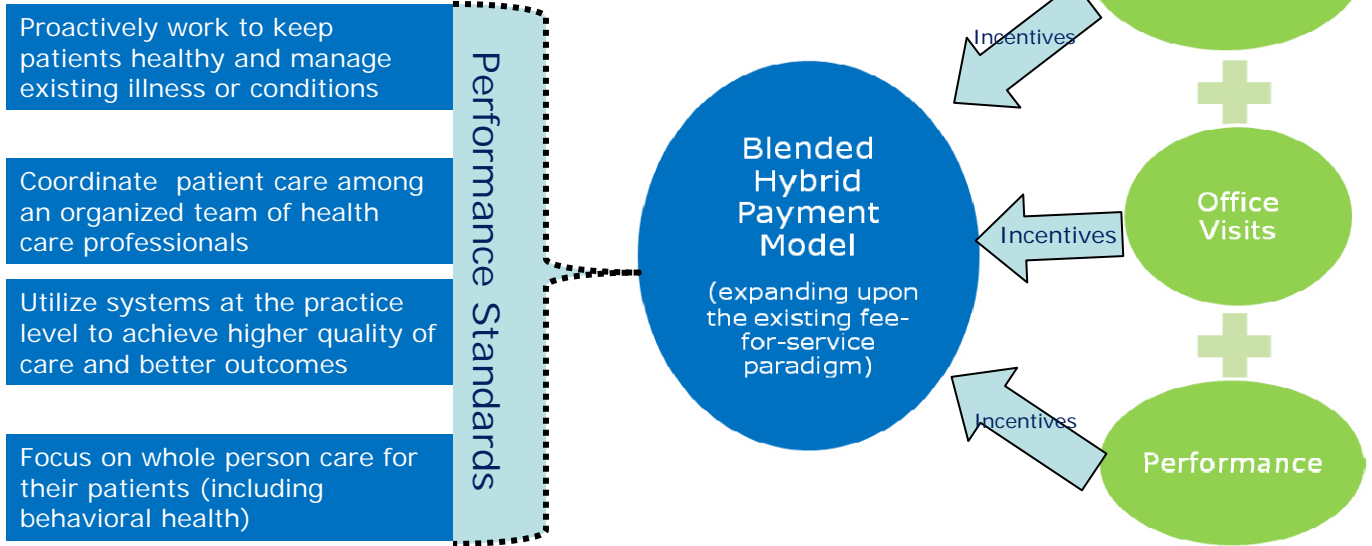 Proactively work to keep
patients healthy and manage
existing illness or conditions
Coordinate patient care among
an organized team of health
care professionals
Utilize systems at the practice
level to achieve higher quality of
care and better outcomes
Focus on whole person care for
their patients (including
behavioral health)
Performance Standards
Blended
Hybrid
Payment
Model
(expanding upon
the existing fee-
for-service
paradigm)
Incentives
Incentives
Incentives
Office
Visits
Performance